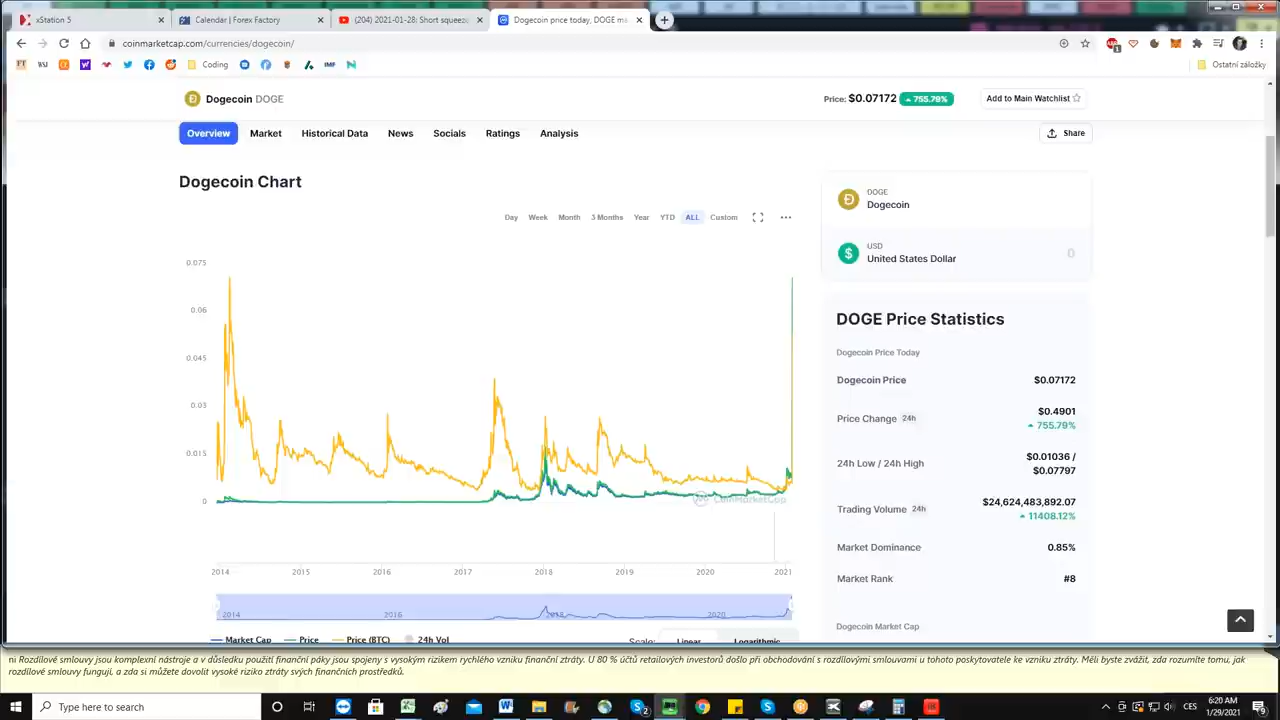 xStation 5
Calendar | Forex Factory
(204) 2021-01-28: Short squeez
Dogecoin price today, DOGE ma
coinmarketcap.com/currencies/dogecoin/
FT
WSJ
Coding
IMF
Ostatní záložky
Dogecoin DOGE
Price: $0.07172 755.79%
Add to Main Watchlist
Overview
Market
Historical Data
News
Socials
Ratings
Analysis
Share
Dogecoin Chart
Day
Week
Month
3 Months
Year
YTD
ALL
Custom
0.075
0.06
0.045
0.03
0.015
0
CoinMarketCap
2014
2015
2016
2017
2018
2019
2020
2021
2014
2016
2018
2020
Market Cap
Price
Price (BTC)
24h Vol
Scale:
Linear
Logarithmic
DOGE
Dogecoin
USD
United States Dollar
0
DOGE Price Statistics
Dogecoin Price Today
Dogecoin Price
$0.07172
Price Change 24h
$0.4901
755.79%
24h Low / 24h High
$0.01036 /
$0.07797
Trading Volume 24h
$24,624,483,892.07
11408.12%
Market Dominance
0.85%
Market Rank
#8
Dogecoin Market Cap
ní Rozdílové smlouvy jsou komplexní nástroje a v důsledku použití finanční páky jsou spojeny s vysokým rizikem rychlého vzniku finanční ztráty. U 80 % účtů retailových investorů došlo při obchodování s rozdílovými smlouvami u tohoto poskytovatele ke vzniku ztráty. Měli byste zvážit, zda rozumíte tomu, jak
rozdílové smlouvy fungují, a zda si můžete dovolit vysoké riziko ztráty svých finančních prostředků.
Type here to search
CES
6:20 AM
1/29/2021